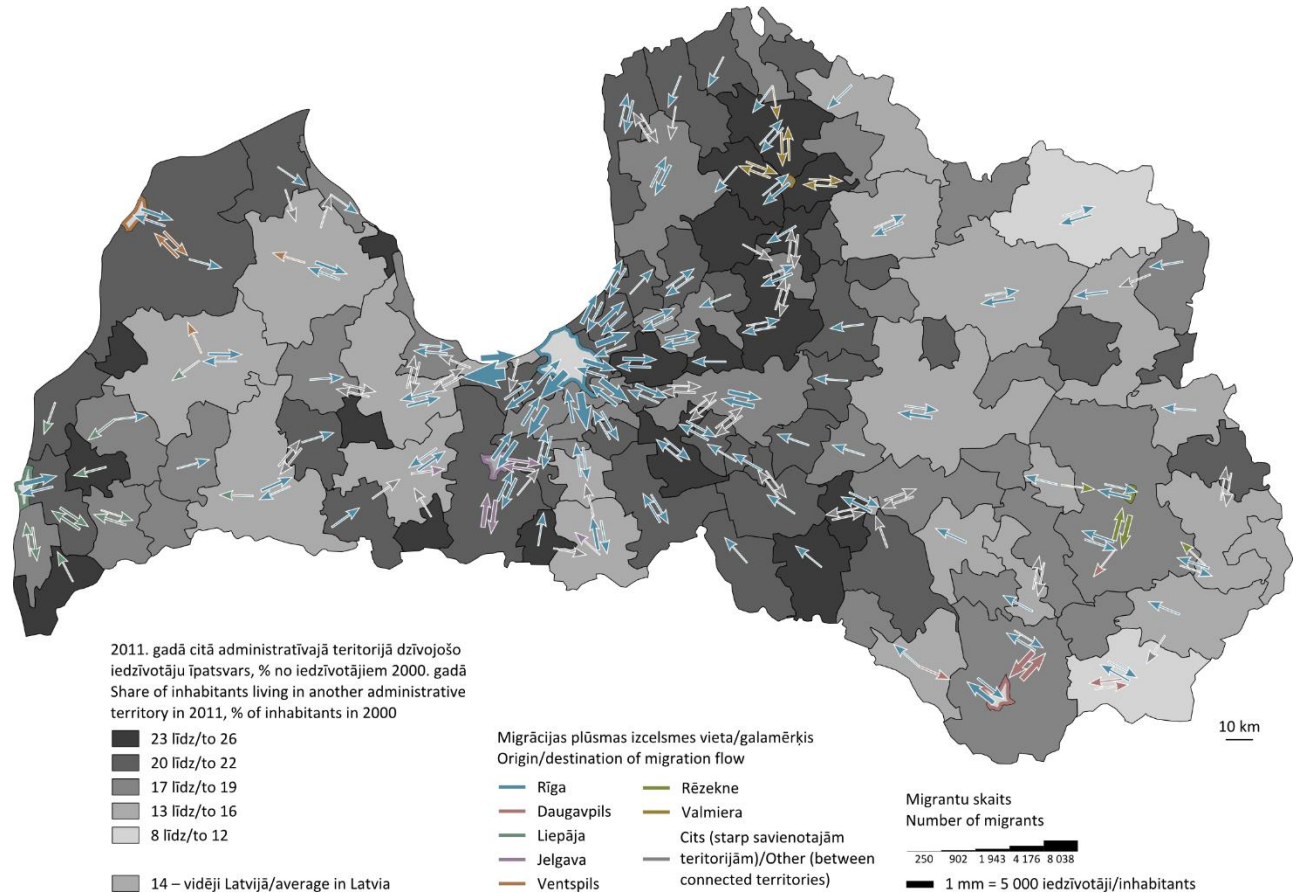 2011. gadā citā administratīvajā teritorijā dzīvojošo
iedzīvotāju īpatsvars, % no iedzīvotājiem 2000. gadā
Share of inhabitants living in another administrative
territory in 2011, % of inhabitants in 2000
23 līdz/to 26
20 līdz/to 22
17 līdz/to 19
13 līdz/to 16
8 līdz/to 12
14 – vidēji Latvijā/average in Latvia
Migrācijas plūsmas izcelsmes vieta/galamērķis
Origin/destination of migration flow
Rīga
Daugavpils
Liepāja
Jelgava
Ventspils
Rēzekne
Valmiera
Cits (starp savienotajām
teritorijām)/Other (between
connected territories)
10 km
Migrantu skaits
Number of migrants
250 902 1 943 4 176 8 038
1 mm = 5 000 iedzīvotāji/inhabitants